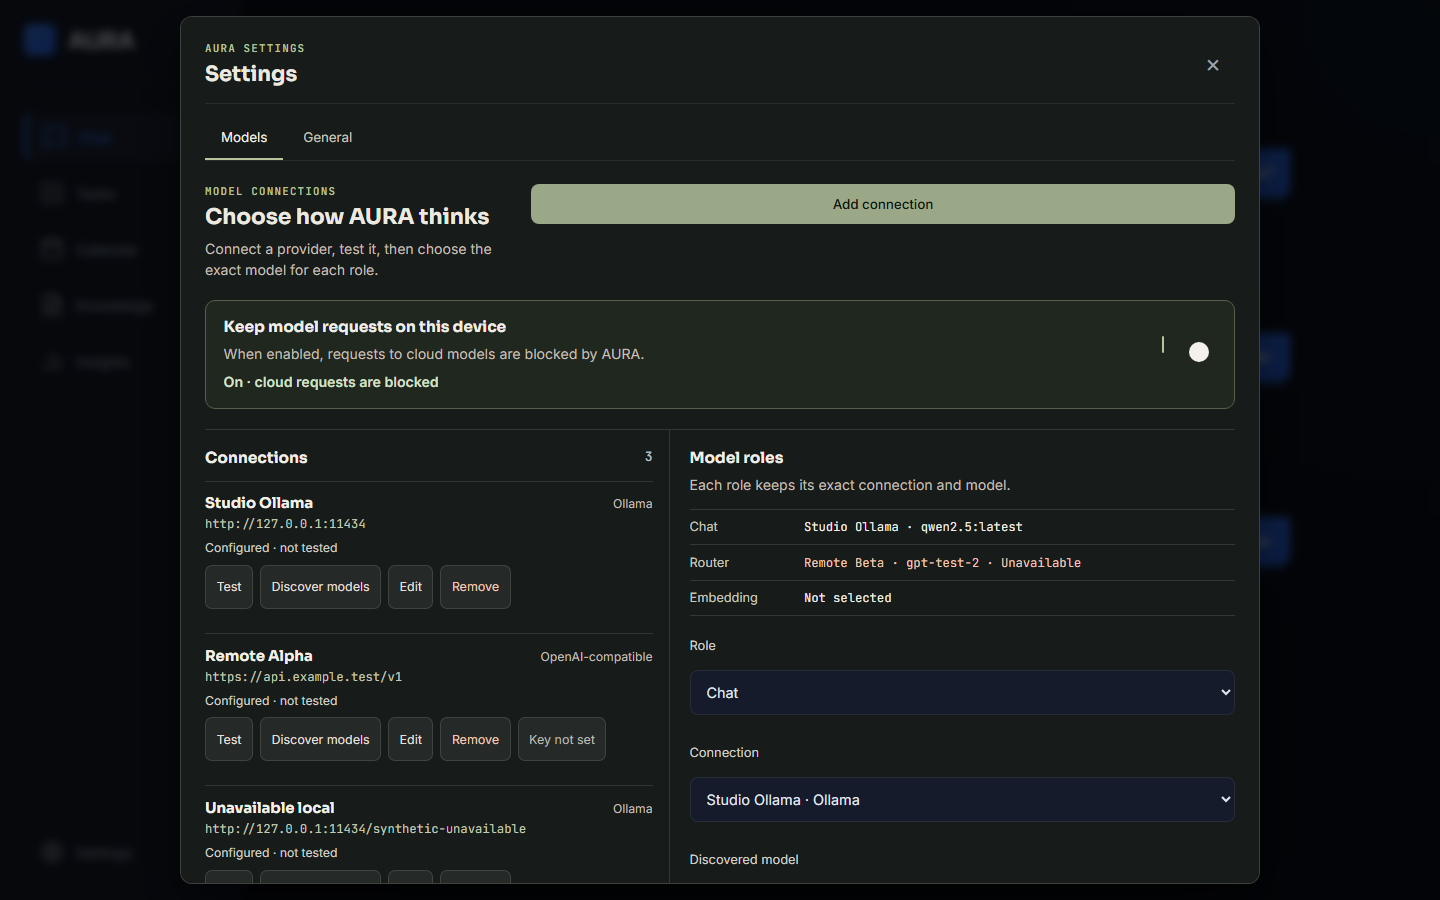 AURA
AURA SETTINGS
Settings
Models
General
MODEL CONNECTIONS
Choose how AURA thinks
Connect a provider, test it, then choose the
exact model for each role.
Add connection
Keep model requests on this device
When enabled, requests to cloud models are blocked by AURA.
On · cloud requests are blocked
Connections
3
Studio Ollama
Ollama
http://127.0.0.1:11434
Configured · not tested
Test
Discover models
Edit
Remove
Remote Alpha
OpenAI-compatible
https://api.example.test/v1
Configured · not tested
Test
Discover models
Edit
Remove
Key not set
Unavailable local
Ollama
http://127.0.0.1:11434/synthetic-unavailable
Configured · not tested
Model roles
Each role keeps its exact connection and model.
Chat
Studio Ollama · qwen2.5:latest
Router
Remote Beta · gpt-test-2 · Unavailable
Embedding
Not selected
Role
Chat
Connection
Studio Ollama · Ollama
Discovered model
Chat
Tasks
Calendar
Knowledge
Insights
Settings